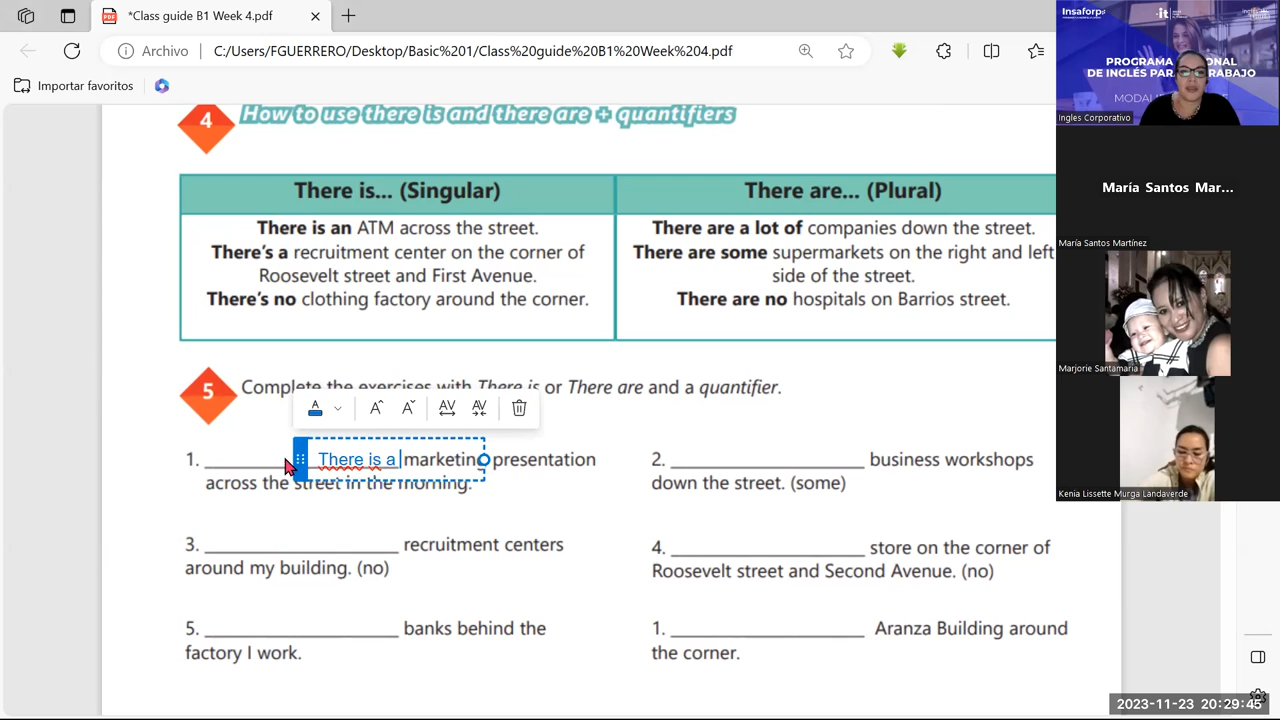 *Class guide B1 Week 4.pdf
Archivo
C:/Users/FGUERRERO/Desktop/Basic%201/Class%20guide%20B1%20Week%204.pdf
Importar favoritos
4
How to use there is and there are + quantifiers
There is... (Singular)
There are... (Plural)
There is an ATM across the street.
There's a recruitment center on the corner of
Roosevelt street and First Avenue.
There's no clothing factory around the corner.
There are a lot of companies down the street.
There are some supermarkets on the right and left
side of the street.
There are no hospitals on Barrios street.
5
Complete the exercises with There is or There are and a quantifier.
1. There is a marketing presentation
across the street in the morning.
2. ____________________ business workshops
down the street. (some)
3. ____________________ recruitment centers
around my building. (no)
4. ____________________ store on the corner of
Roosevelt street and Second Avenue. (no)
5. ____________________ banks behind the
factory I work.
1. ____________________ Aranza Building around
the corner.
Insaforp
it
PROGRAMA
DE INGLÉS
Ingles Corporativo
María Santos Mar...
María Santos Martínez
Marjorie Santamaria
Kenia Lissette Murga Landaverde
2023-11-23 20:29:45